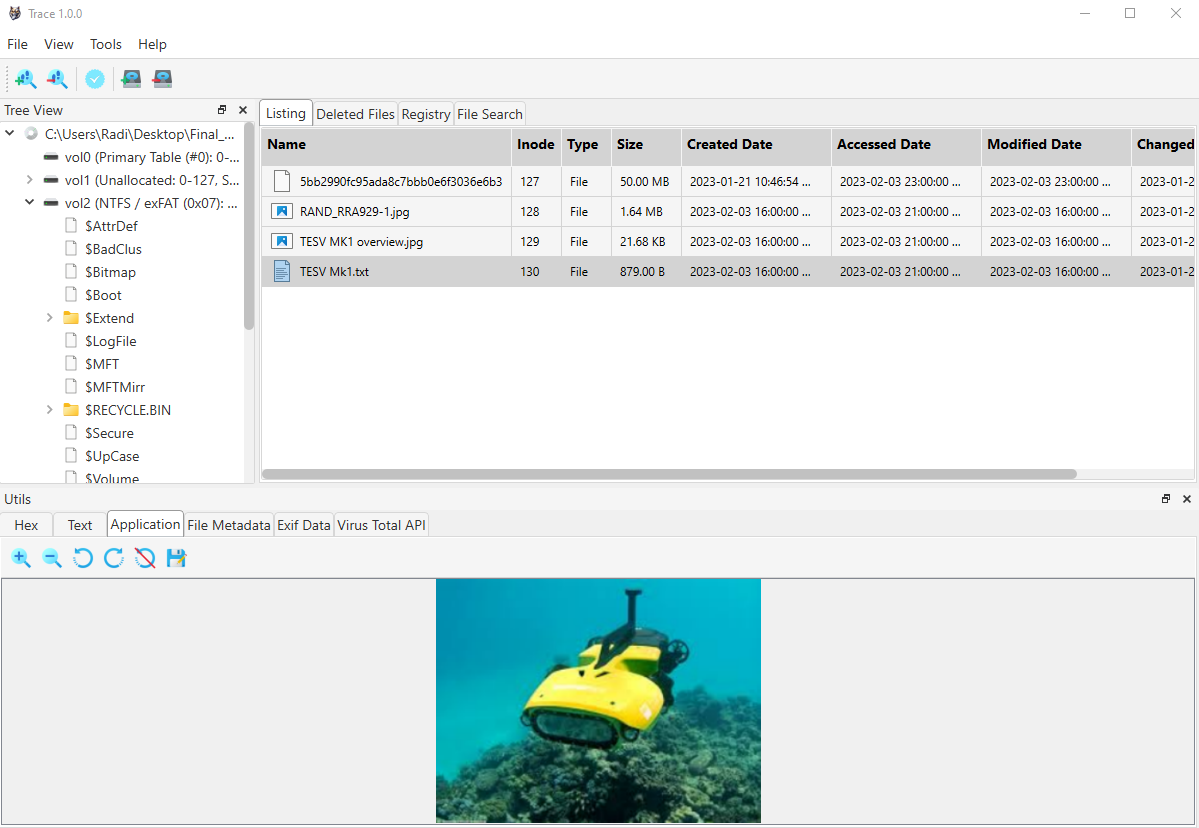 Trace 1.0.0
File View Tools Help
Tree View
C:\Users\Radi\Desktop\Final_...
vol0 (Primary Table (#0): 0-...
vol1 (Unallocated: 0-127, S...
vol2 (NTFS / exFAT (0x07): ...
$AttrDef
$BadClus
$Bitmap
$Boot
$Extend
$LogFile
$MFT
$MFTMirr
$RECYCLE.BIN
$Secure
$UpCase
$Volume
Listing Deleted Files Registry File Search
Name Inode Type Size Created Date Accessed Date Modified Date Changed
5bb2990fc95ada8c7bbb0e6f3036e6b3 127 File 50.00 MB 2023-01-21 10:46:54 ... 2023-02-03 23:00:00 ... 2023-02-03 23:00:00 ... 2023-01-2
RAND_RRA929-1.jpg 128 File 1.64 MB 2023-02-03 16:00:00 ... 2023-02-03 21:00:00 ... 2023-02-03 16:00:00 ... 2023-01-2
TESV MK1 overview.jpg 129 File 21.68 KB 2023-02-03 16:00:00 ... 2023-02-03 21:00:00 ... 2023-02-03 16:00:00 ... 2023-01-2
TESV Mk1.txt 130 File 879.00 B 2023-02-03 16:00:00 ... 2023-02-03 21:00:00 ... 2023-02-03 16:00:00 ... 2023-01-2
Utils
Hex Text Application File Metadata Exif Data Virus Total API